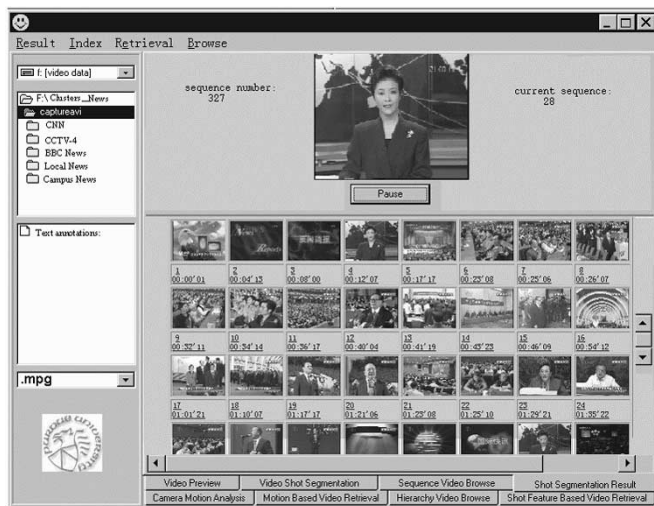 Result Index Retrieval Browse
f: [video data]
F:\ Clusters_News
captureavi
CNN
CCTV-4
BBC News
Local News
Campus News
Text annotations:
.mpg
sequence number:
327
current sequence:
28
Pause
1 2 3 4 5 6 7 8
00:00'01 00:04'13 00:08'00 00:12'07 00:17'17 00:23'08 00:25'06 00:26'07
9 10 11 12 13 14 15 16
00:32'11 00:34'14 00:36'17 00:40'04 00:41'19 00:43'23 00:46'09 00:54'12
17 18 19 20 21 22 23 24
01:01'21 01:10'07 01:17'17 01:21'06 01:23'08 01:25'10 01:29'21 01:35'22
Video Preview Video Shot Segmentation Sequence Video Browse Shot Segmentation Result
Camera Motion Analysis Motion Based Video Retrieval Hierarchy Video Browse Shot Feature Based Video Retrieval